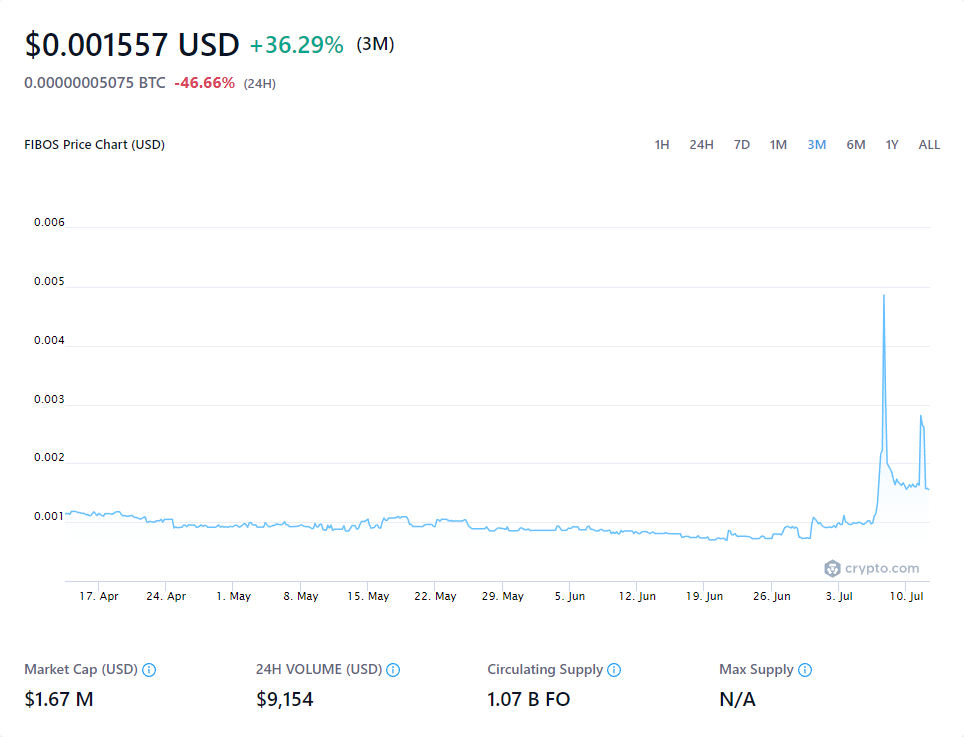 $0.001557 USD +36.29% (3M)
0.00000005075 BTC -46.66% (24H)
FIBOS Price Chart (USD) 1H 24H 7D 1M 3M 6M 1Y ALL
0.006
0.005
0.004
0.003
0.002
0.001
crypto.com
17. Apr 24. Apr 1. May 8. May 15. May 22. May 29. May 5. Jun 12. Jun 19. Jun 26. Jun 3. Jul 10. Jul
Market Cap (USD) 24H VOLUME (USD) Circulating Supply Max Supply
$1.67 M $9,154 1.07 B FO N/A